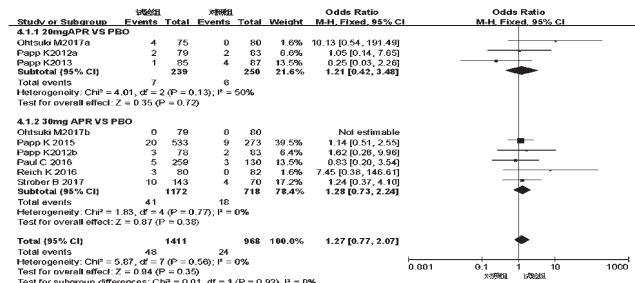 试验组 对照组 Odds Ratio Odds Ratio
Study or Subgroup Events Total Events Total Weight M-H, Fixed, 95% CI M-H, Fixed, 95% CI
4.1.1 20mgAPR VS PBO
Ohtsuki M2017a 4 75 0 80 1.6% 10.13 [0.54, 191.49]
Papp K2012a 2 79 2 83 7.5% 1.05 [0.14, 7.65]
Papp K2013 1 85 4 87 12.5% 0.25 [0.03, 2.26]
Subtotal (95% CI) 239 250 21.6% 1.21 [0.42, 3.48]
Total events 7 6
Heterogeneity: Chi² = 4.01, df = 2 (P = 0.13); I² = 50%
Test for overall effect: Z = 0.35 (P = 0.72)
4.1.2 30mg APR VS PBO
Ohtsuki M2017b 0 79 0 80 Not estimable
Papp K 2015 20 533 9 273 39.5% 1.14 [0.51, 2.55]
Papp K2012b 3 78 2 83 1.62 [0.26, 9.96]
Paul C 2016 5 259 3 130 0.83 [0.20, 3.54]
Reich K 2016 3 80 0 82 7.45 [0.38, 146.61]
Strober B 2017 10 143 4 70 1.24 [0.37, 4.10]
Subtotal (95% CI) 1172 718 78.4% 1.28 [0.73, 2.24]
Total events 41 18
Heterogeneity: Chi² = 1.83, df = 4 (P = 0.77); I² = 0%
Test for overall effect: Z = 0.87 (P = 0.38)
Total (95% CI) 1411 968 100.0% 1.27 [0.77, 2.07]
Total events 48 24
Heterogeneity: Chi² = 5.87, df = 7 (P = 0.56); I² = 0%
Test for overall effect: Z = 0.94 (P = 0.35)
Test for subgroup differences: Chi² = 0.01, df = 1 (P = 0.92), I² = 0%
0.001 0.1 1 10 1000
对照组 试验组